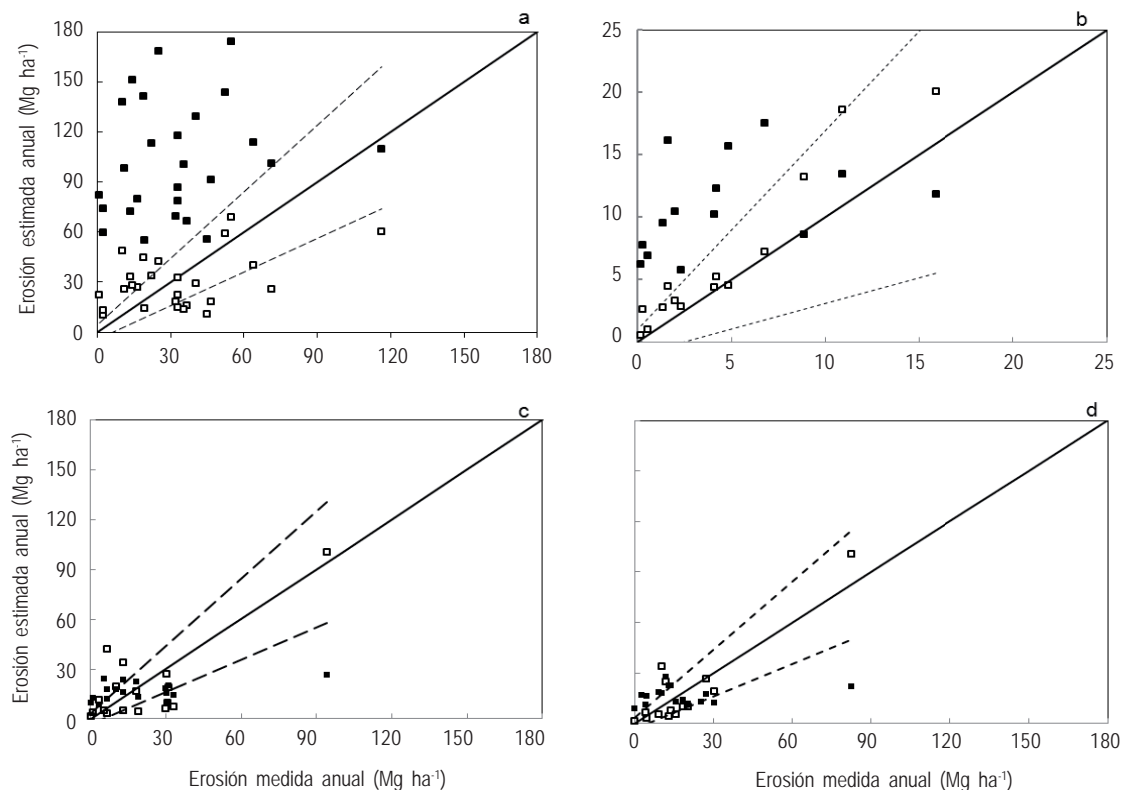 a
180
150
120
90
60
30
0
0 30 60 90 120 150 180
Erosión estimada anual (Mg ha-1)
b
25
20
15
10
5
0
0 5 10 15 20 25
c
180
150
120
90
60
30
0
0 30 60 90 120 150 180
Erosión estimada anual (Mg ha-1)
Erosión medida anual (Mg ha-1)
d
0 30 60 90 120 150 180
Erosión medida anual (Mg ha-1)